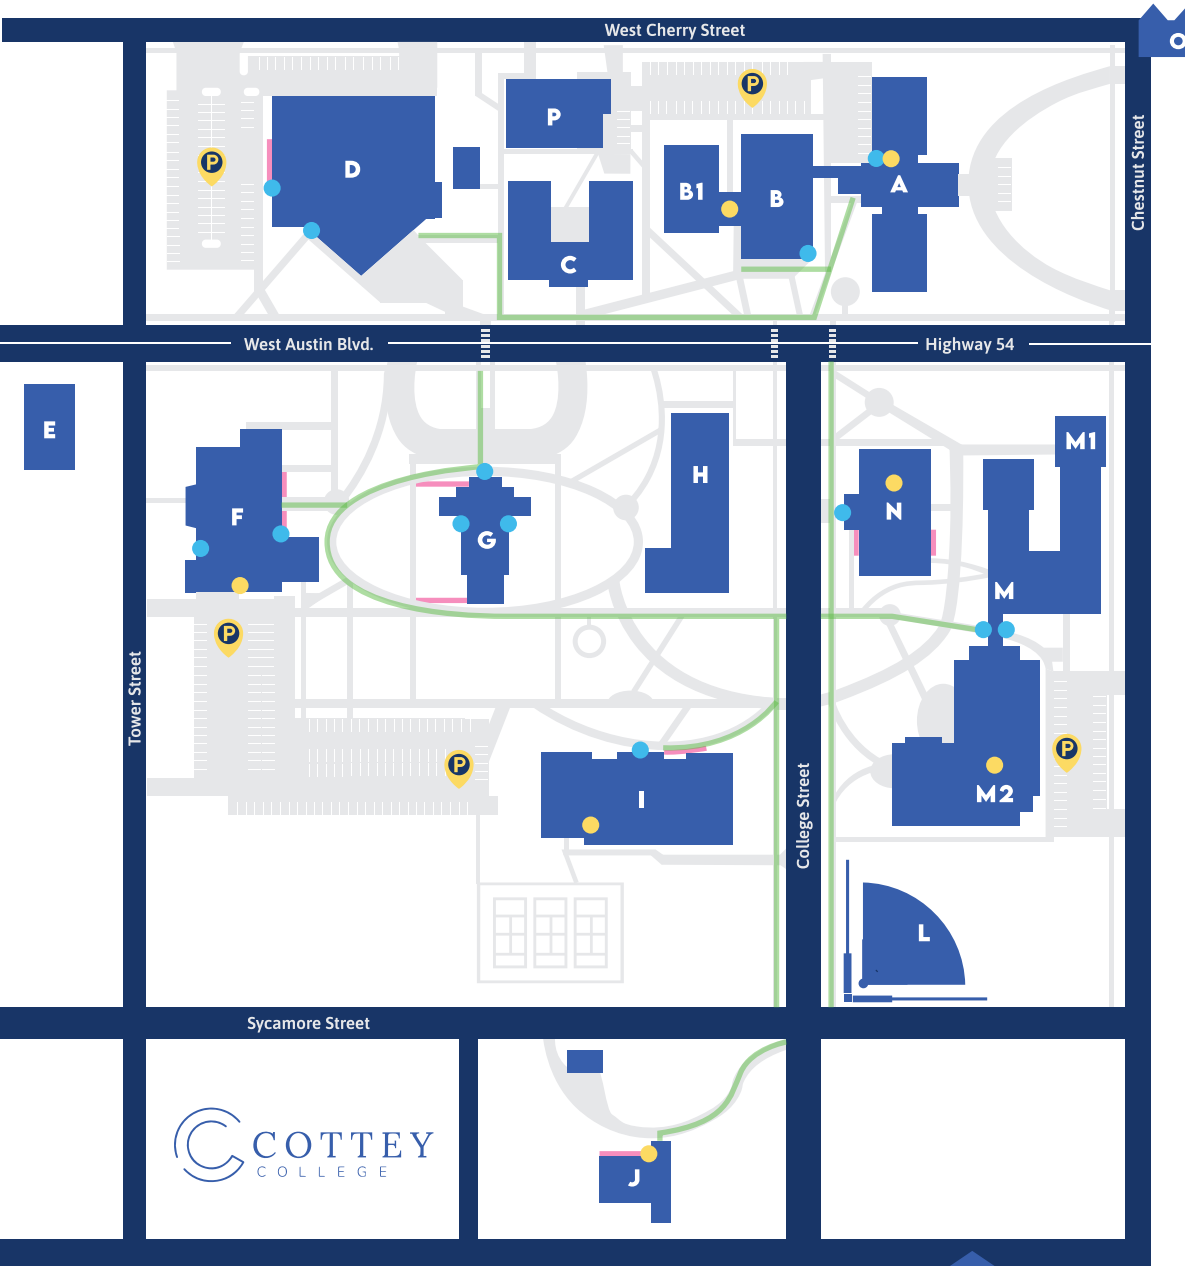 West Cherry Street
O
P
P
P
D
B1
B
A
C
Chestnut Street
West Austin Blvd.
Highway 54
E
M1
H
F
N
G
M
P
Tower Street
P
P
I
M2
College Street
L
Sycamore Street
COTTEY
COLLEGE
J